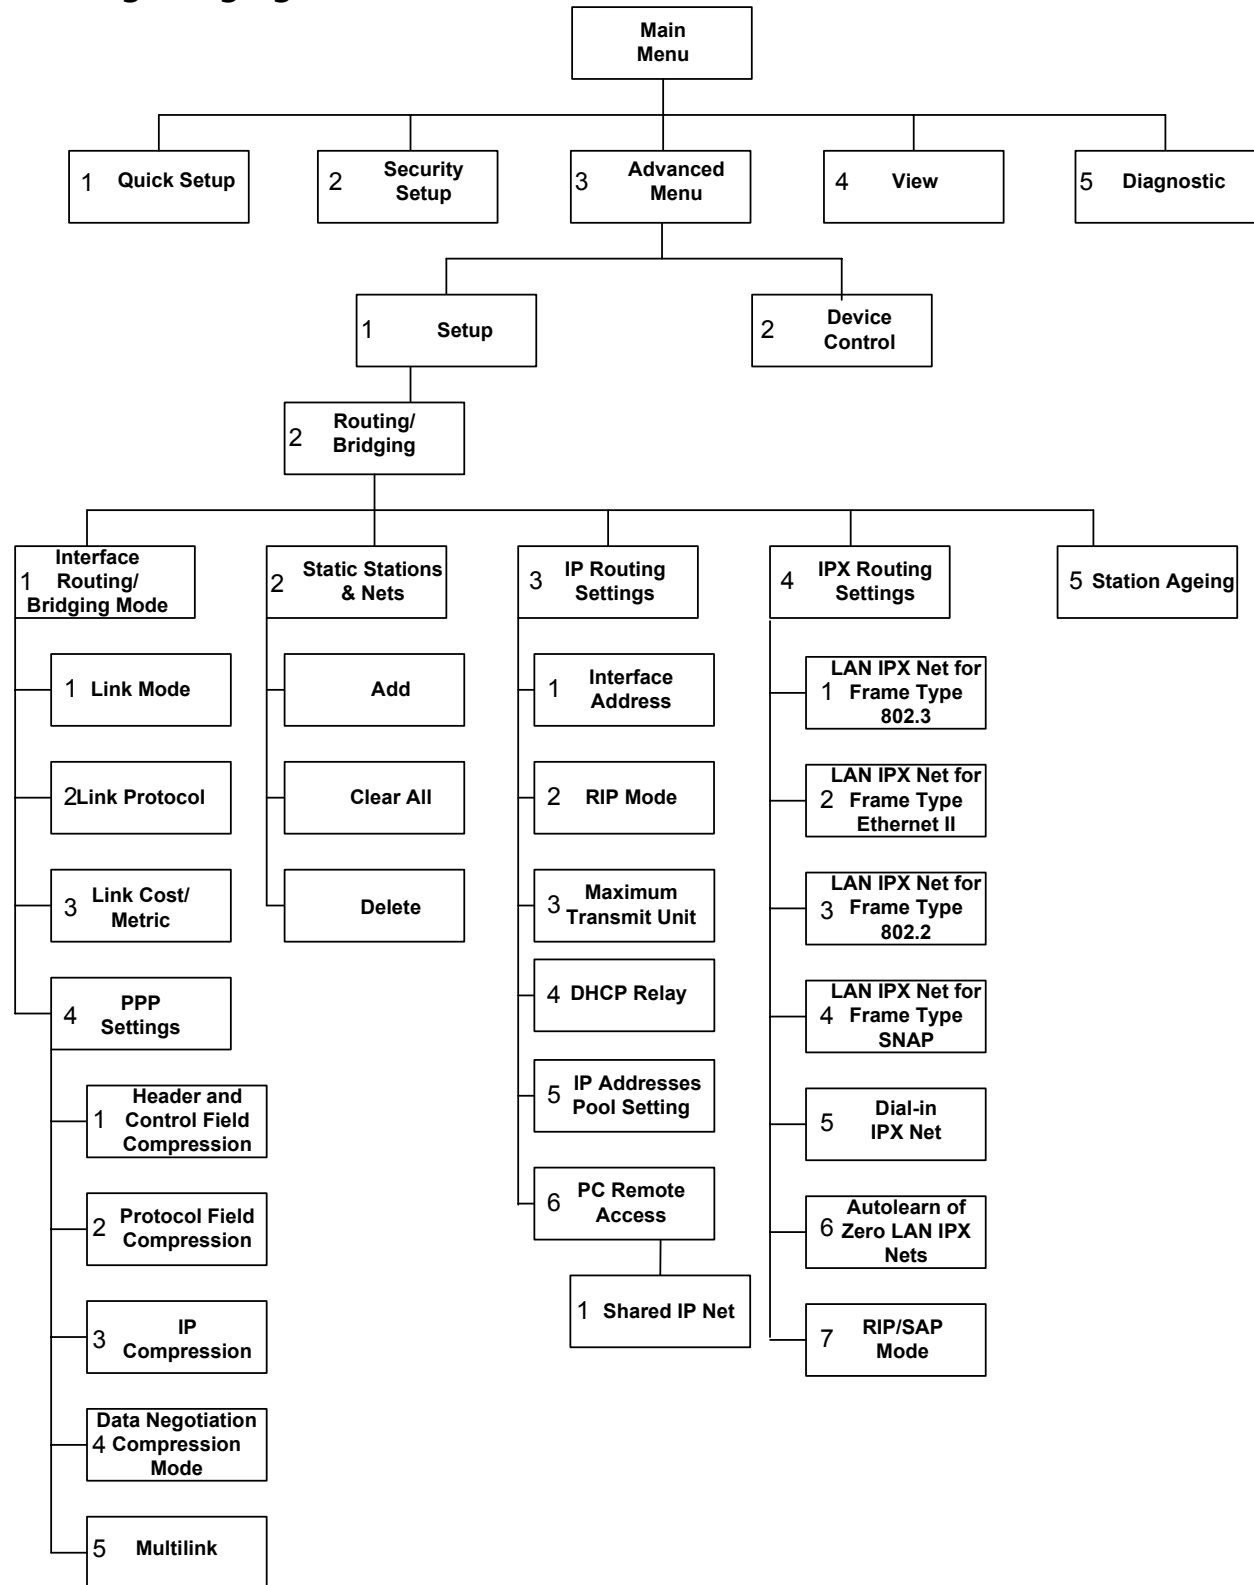 Main
Menu
1 Quick Setup
2 Security
Setup
3 Advanced
Menu
4 View
5 Diagnostic
1 Setup
2 Device
Control
2 Routing/
Bridging
1 Interface
Routing/
Bridging Mode
2 Static Stations
& Nets
3 IP Routing
Settings
4 IPX Routing
Settings
5 Station Ageing
1 Link Mode
2 Link Protocol
3 Link Cost/
Metric
4 PPP
Settings
1 Header and
Control Field
Compression
2 Protocol Field
Compression
3 IP
Compression
Data Negotiation
4 Compression
Mode
5 Multilink
Add
Clear All
Delete
1 Interface
Address
2 RIP Mode
3 Maximum
Transmit Unit
4 DHCP Relay
5 IP Addresses
Pool Setting
6 PC Remote
Access
1 Shared IP Net
LAN IPX Net for
1 Frame Type
802.3
LAN IPX Net for
2 Frame Type
Ethernet II
LAN IPX Net for
3 Frame Type
802.2
LAN IPX Net for
4 Frame Type
SNAP
5 Dial-in
IPX Net
Autolearn of
6 Zero LAN IPX
Nets
7 RIP/SAP
Mode